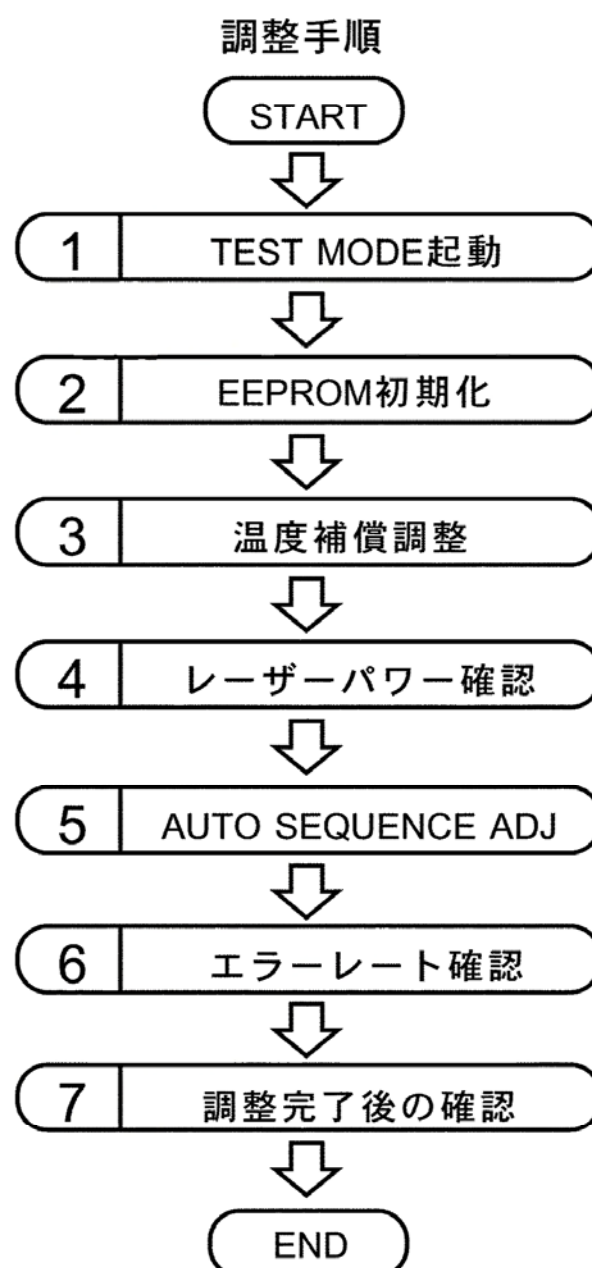 調整手順
START
1 TEST MODE起動
2 EEPROM初期化
3 温度補償調整
4 レーザーパワー確認
5 AUTO SEQUENCE ADJ
6 エラーレート確認
7 調整完了後の確認
END